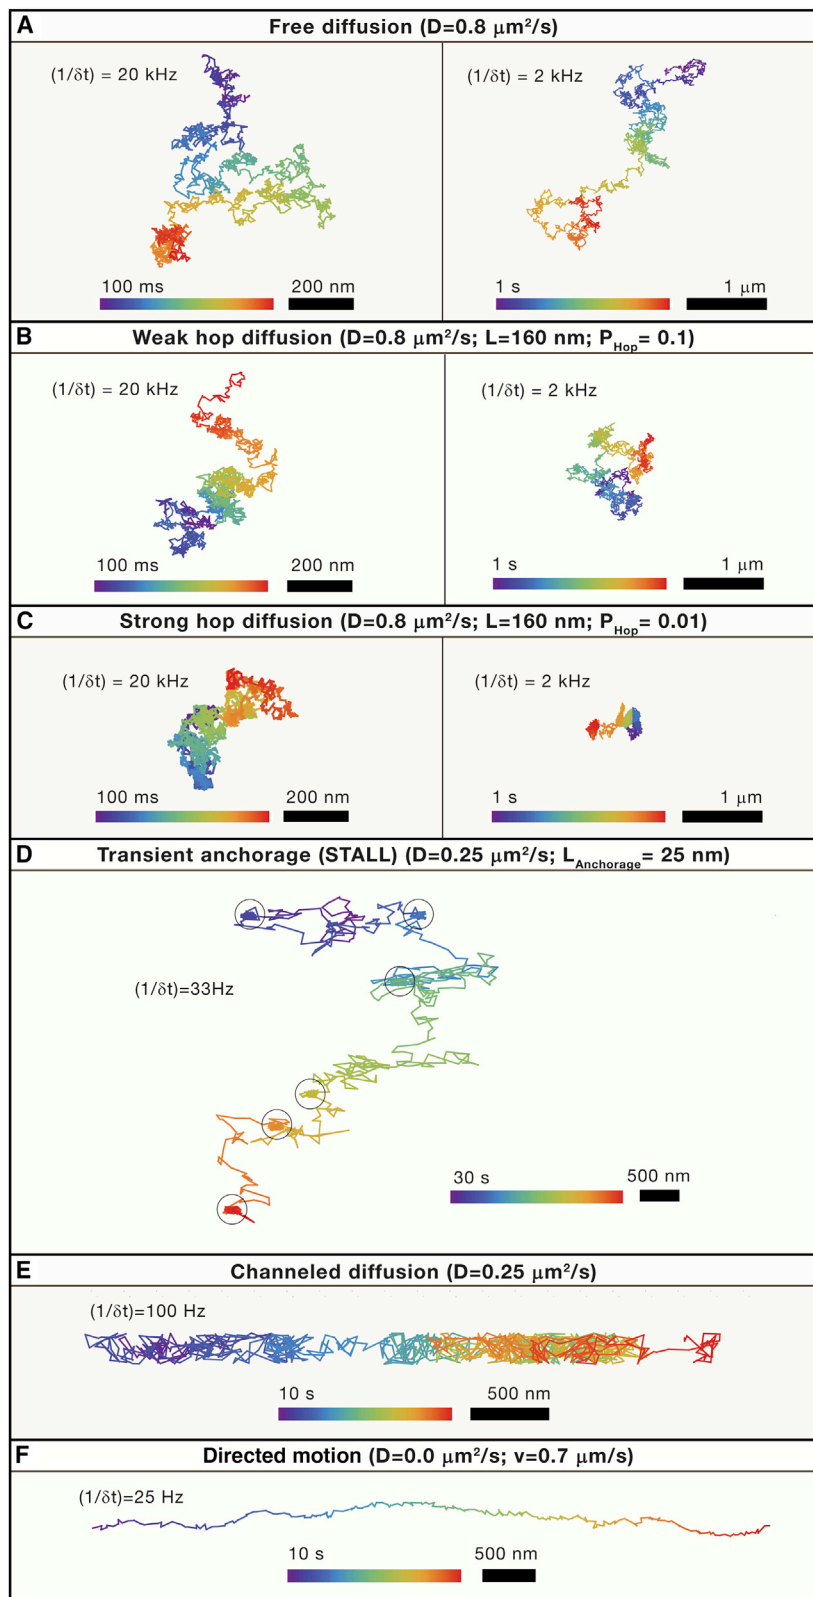 A Free diffusion (D=0.8 μm²/s)
(1/δt) = 20 kHz
(1/δt) = 2 kHz
100 ms 200 nm
1 s 1 μm
B Weak hop diffusion (D=0.8 μm²/s; L=160 nm; P_Hop= 0.1)
(1/δt) = 20 kHz
(1/δt) = 2 kHz
100 ms 200 nm
1 s 1 μm
C Strong hop diffusion (D=0.8 μm²/s; L=160 nm; P_Hop= 0.01)
(1/δt) = 20 kHz
(1/δt) = 2 kHz
100 ms 200 nm
1 s 1 μm
D Transient anchorage (STALL) (D=0.25 μm²/s; L_Anchorage= 25 nm)
(1/δt)=33Hz
30 s 500 nm
E Channeled diffusion (D=0.25 μm²/s)
(1/δt)=100 Hz
10 s 500 nm
F Directed motion (D=0.0 μm²/s; v=0.7 μm/s)
(1/δt)=25 Hz
10 s 500 nm